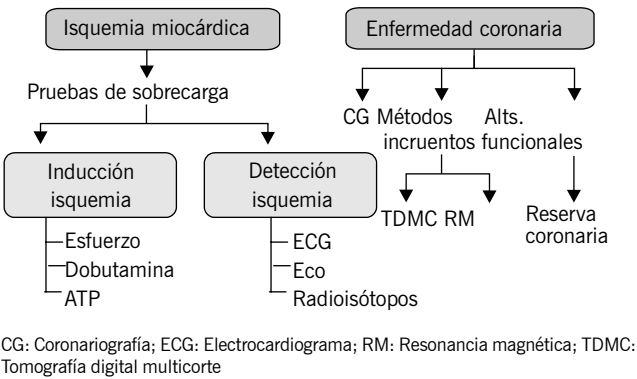 Isquemia miocárdica
Pruebas de sobrecarga
Inducción
isquemia
Esfuerzo
Dobutamina
ATP
Detección
isquemia
ECG
Eco
Radioisótopos
Enfermedad coronaria
CG Métodos Alts.
incruentos funcionales
TDMC RM
Reserva
coronaria
CG: Coronariografía; ECG: Electrocardiograma; RM: Resonancia magnética; TDMC:
Tomografía digital multicorte